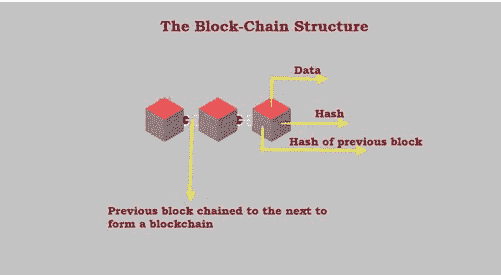 The Block-Chain Structure
Data
Hash
Hash of previous block
Previous block chained to the next to
form a blockchain